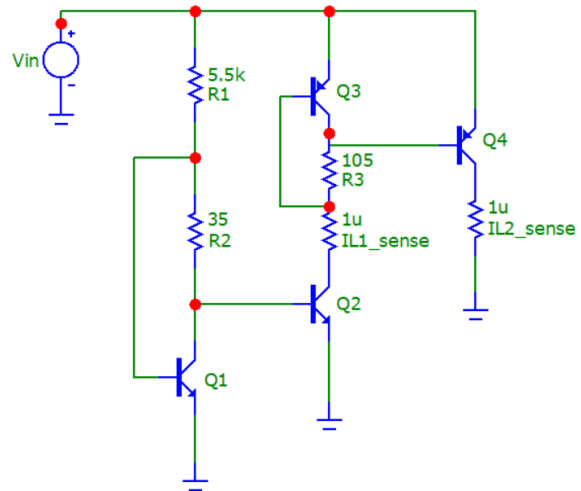 Vin
+
-
5.5k
R1
35
R2
Q1
Q3
105
R3
1u
IL1_sense
Q2
Q4
1u
IL2_sense